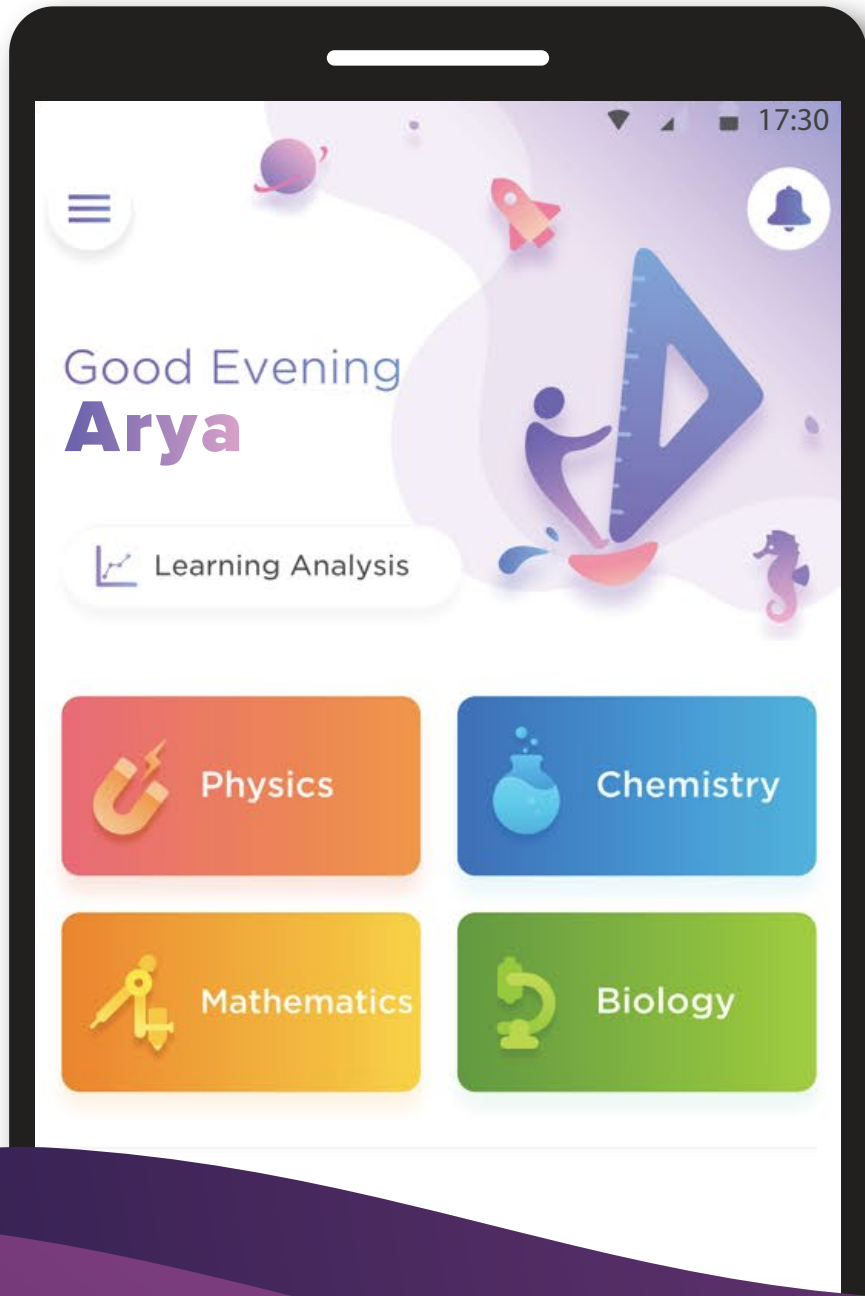 17:30
Good Evening
Arya
Learning Analysis
Physics
Chemistry
Mathematics
Biology